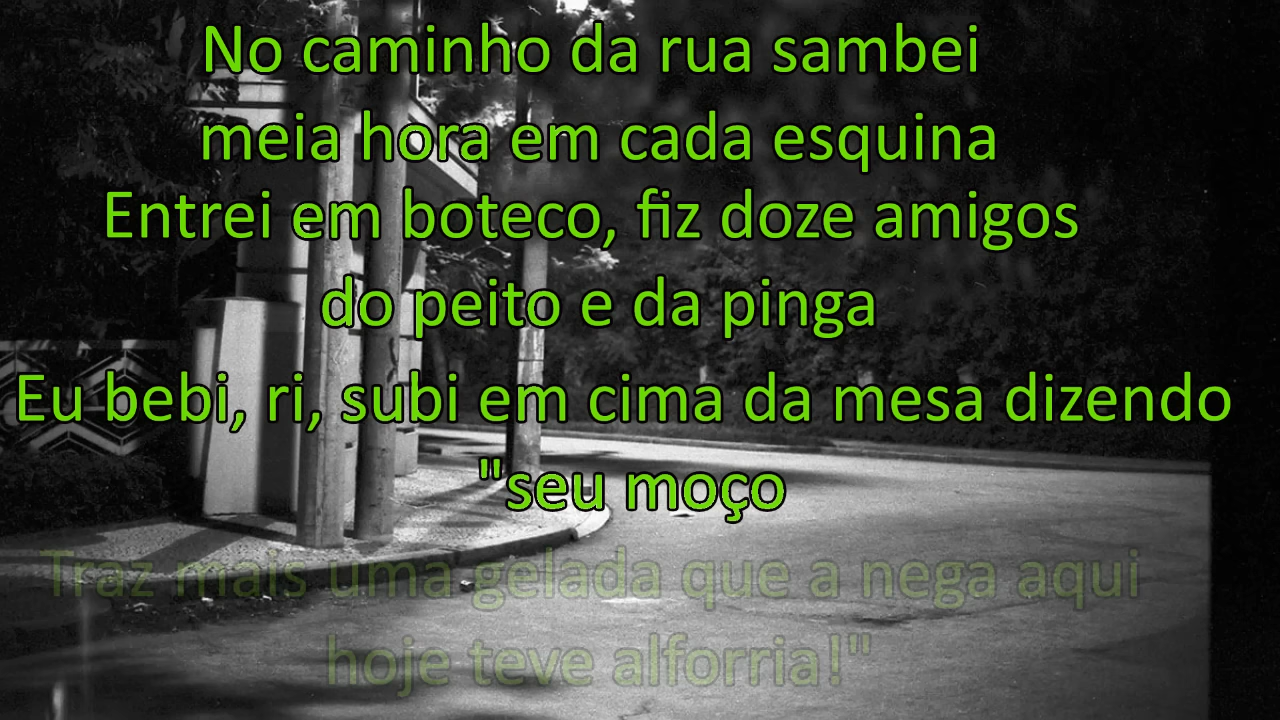 No caminho da rua sambei
meia hora em cada esquina
Entrei em boteco, fiz doze amigos
do peito e da pinga
Eu bebi, ri, subi em cima da mesa dizendo
"seu moço
Traz mais uma gelada que a nega aqui
hoje teve alforria!"